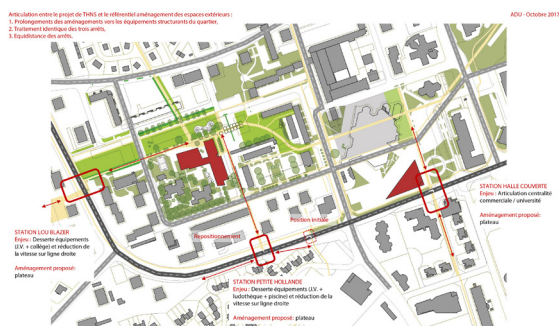 Articulation entre le projet de THNS et le référentiel aménagement des espaces extérieurs :
1. Prolongements des aménagements vers les équipements structurants du quartier,
2. Traitement identique des trois arrêts,
3. Equidistance des arrêts.
ADU - Octobre 2017
STATION HALLE COUVERTE
Enjeu : Articulation centralité
commerciale / université
Aménagement proposé:
plateau
Position initiale
Repositionnement
STATION LOU BLAZER
Enjeu : Desserte équipements
(J.V. + collège) et réduction de
la vitesse sur ligne droite
Aménagement proposé:
plateau
STATION PETITE HOLLANDE
Enjeu : Desserte équipements (J.V. +
ludothèque + piscine) et réduction de la
vitesse sur ligne droite
Aménagement proposé: plateau